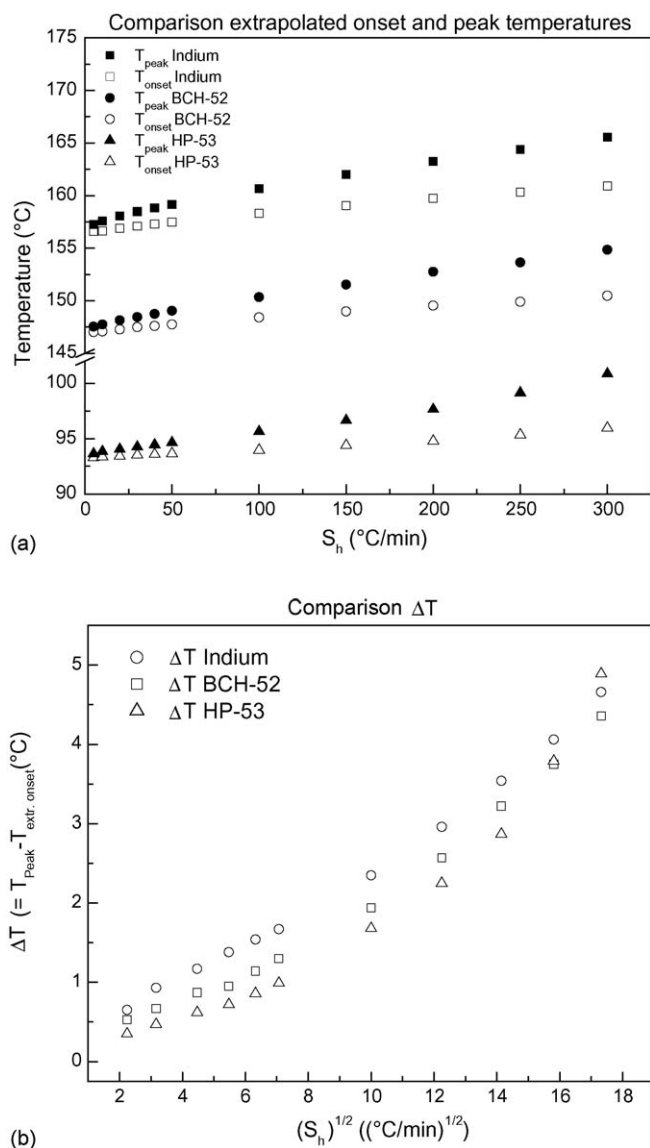 Comparison extrapolated onset and peak temperatures
175
170
165
160
155
150
145
100
95
90
Temperature (°C)
■ T_peak Indium
□ T_onset Indium
● T_peak BCH-52
○ T_onset BCH-52
▲ T_peak HP-53
△ T_onset HP-53
0 50 100 150 200 250 300
S_h (°C/min)
(a)
Comparison ΔT
○ ΔT Indium
□ ΔT BCH-52
△ ΔT HP-53
5
4
3
2
1
0
ΔT (= T_Peak-T_extr. onset(°C)
2 4 6 8 10 12 14 16 18
(S_h)^1/2 ((°C/min)^1/2)
(b)